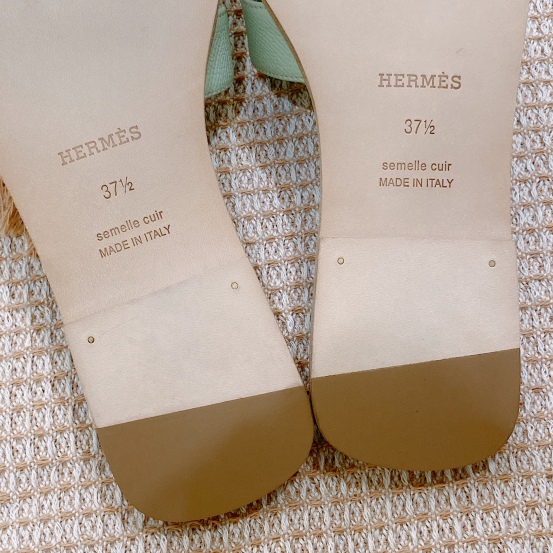 HERMÈS
37½
semelle cuir
MADE IN ITALY
HERMÈS
37½
semelle cuir
MADE IN ITALY